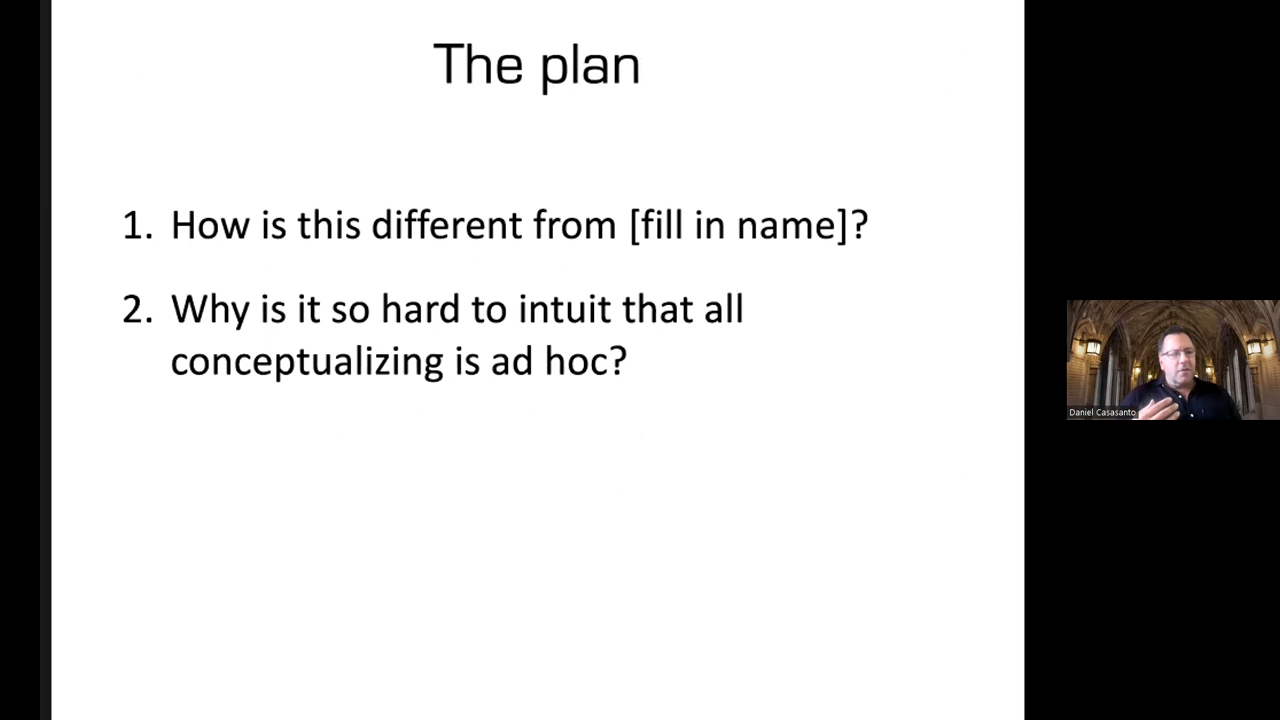 The plan
1. How is this different from [fill in name]?
2. Why is it so hard to intuit that all
conceptualizing is ad hoc?
Daniel Casasanto